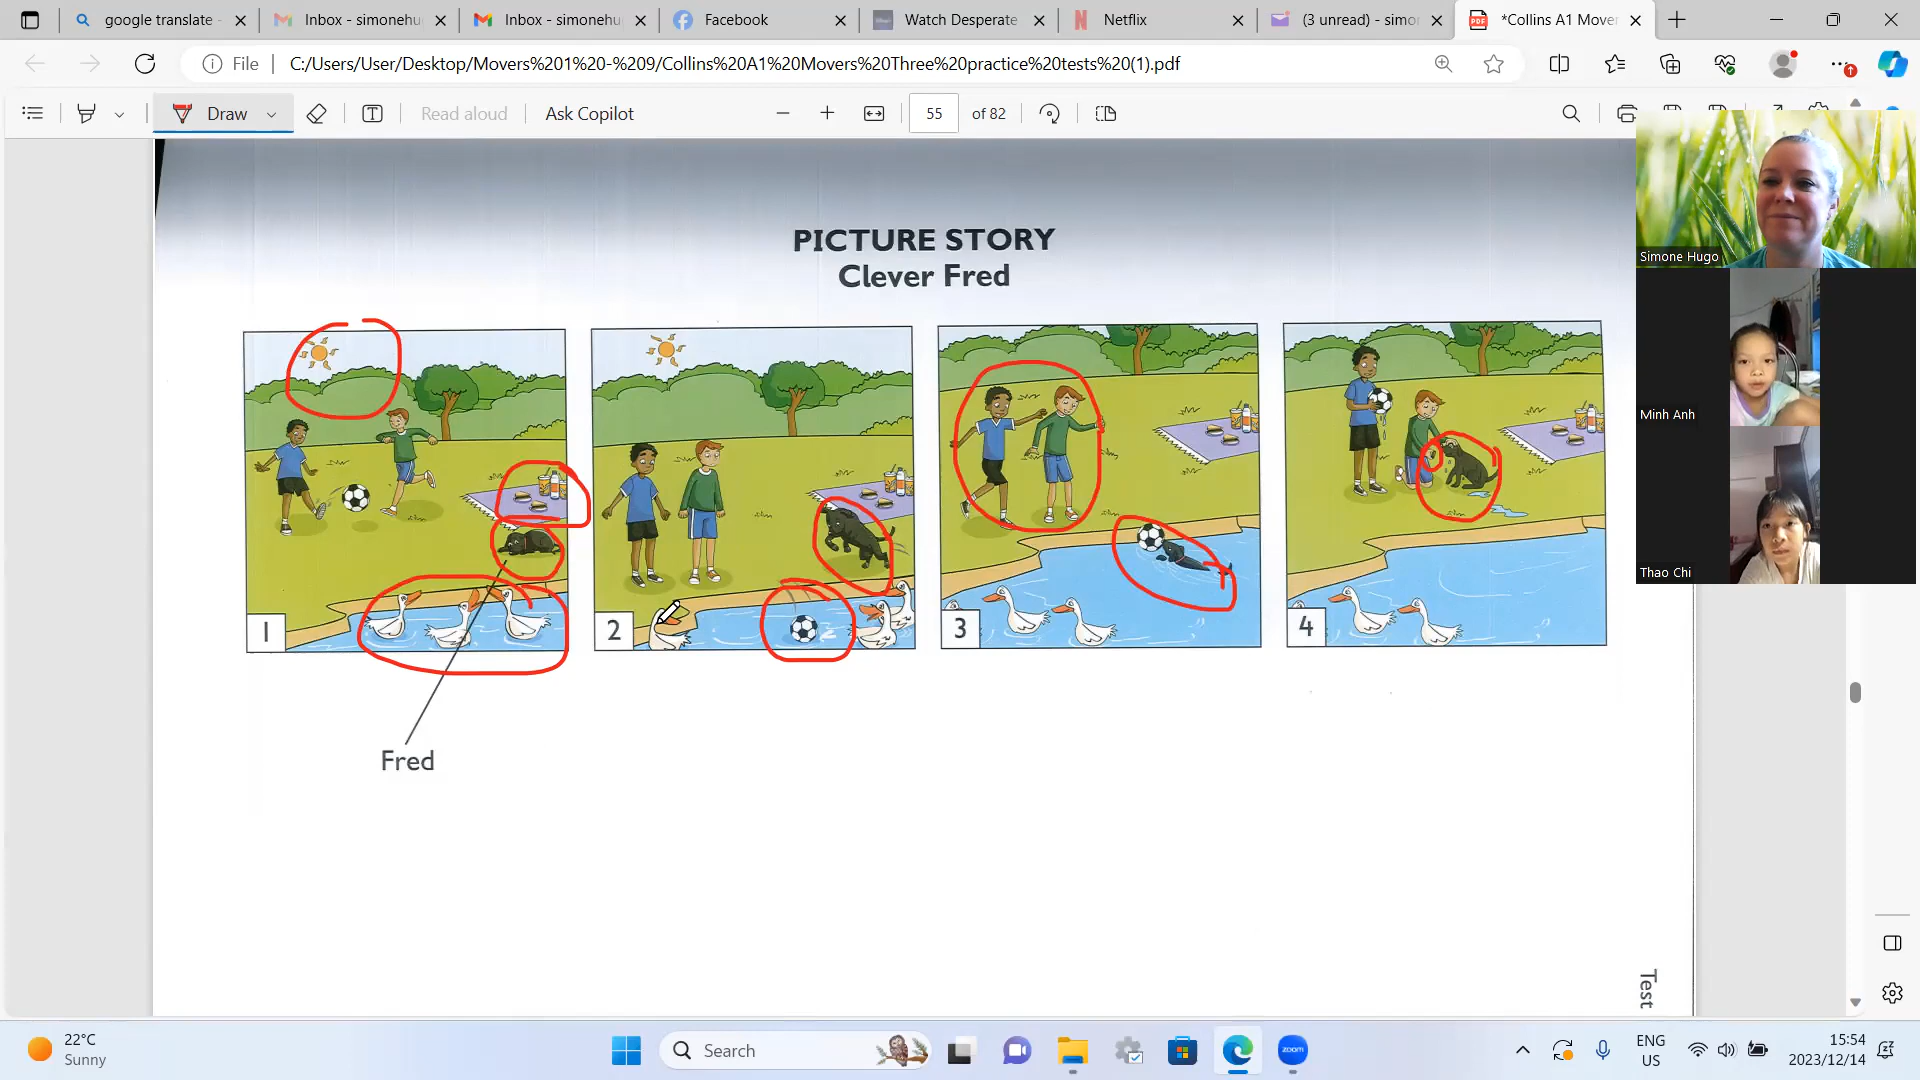 google translate -
Inbox - simonehu
Inbox - simonehu
Facebook
Watch Desperate
Netflix
(3 unread) - simo
*Collins A1 Mover
File
C:/Users/User/Desktop/Movers%201%20-%209/Collins%20A1%20Movers%20Three%20practice%20tests%20(1).pdf
Draw
Read aloud
Ask Copilot
55
of 82
PICTURE STORY
Clever Fred
1
2
3
4
Fred
Test
Simone Hugo
Minh Anh
Thao Chi
22°C
Sunny
Search
zoom
ENG
US
15:54
2023/12/14